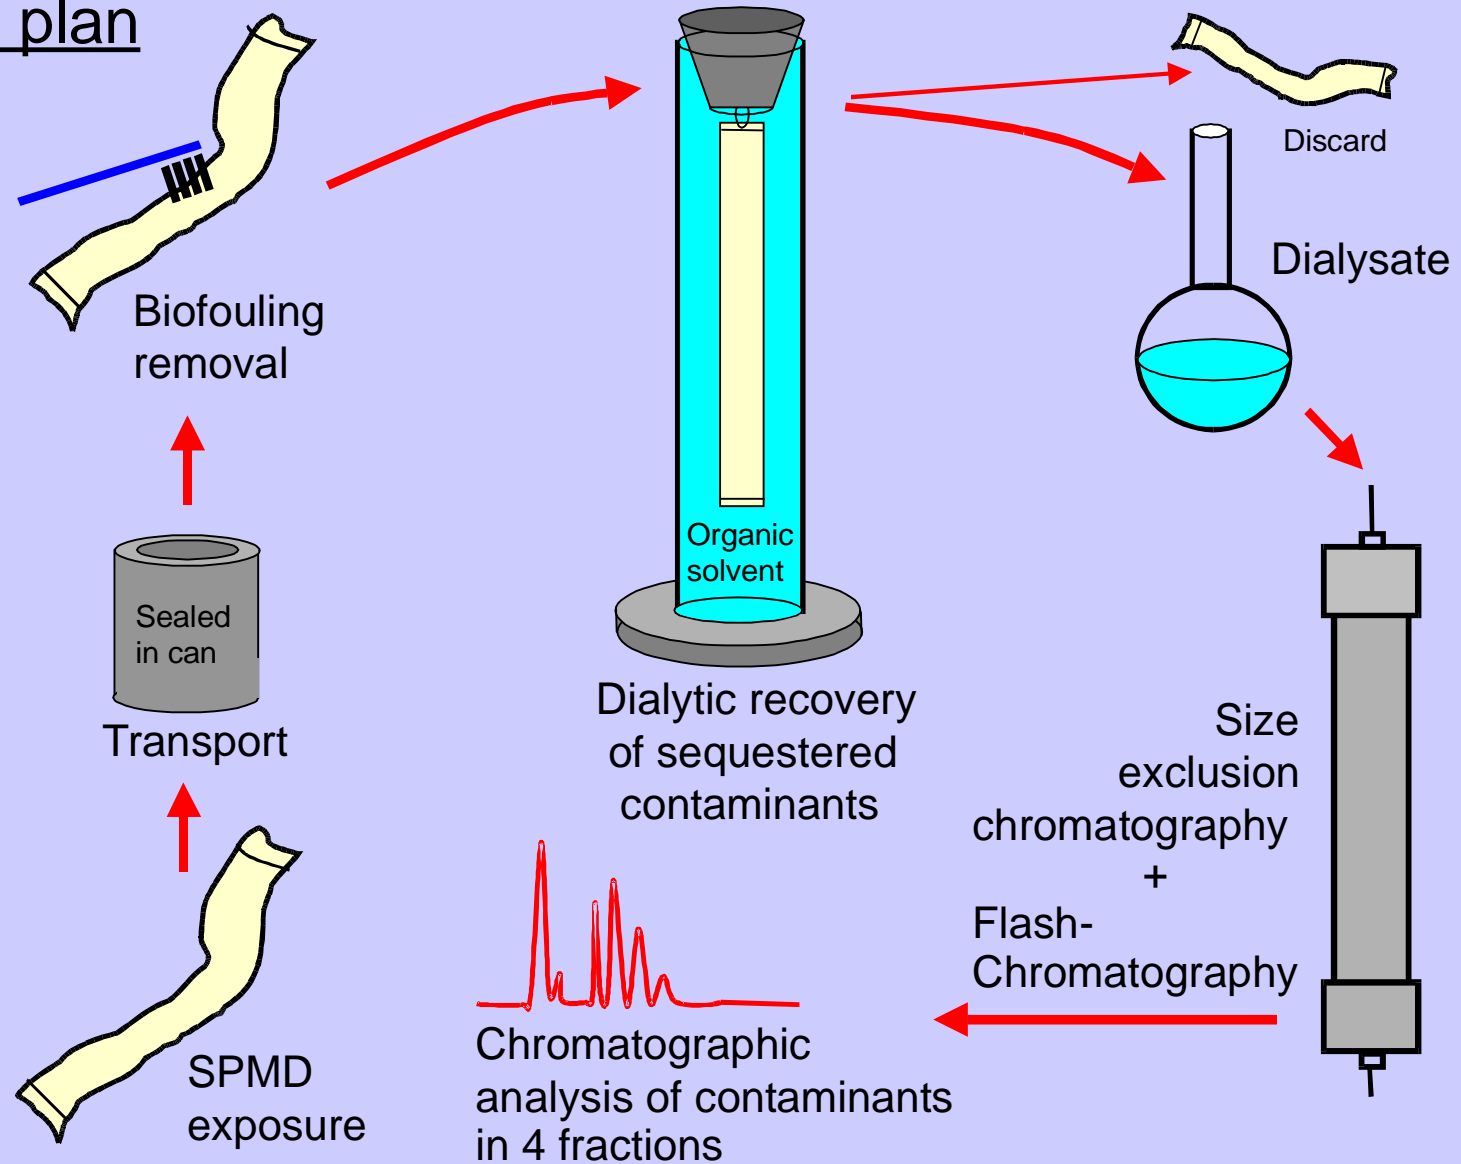 plan
Discard
Dialysate
Biofouling
removal
Organic
solvent
Sealed
in can
Transport
Dialytic recovery
of sequestered
contaminants
Size
exclusion
chromatography
+
Flash-
Chromatography
SPMD
exposure
Chromatographic
analysis of contaminants
in 4 fractions